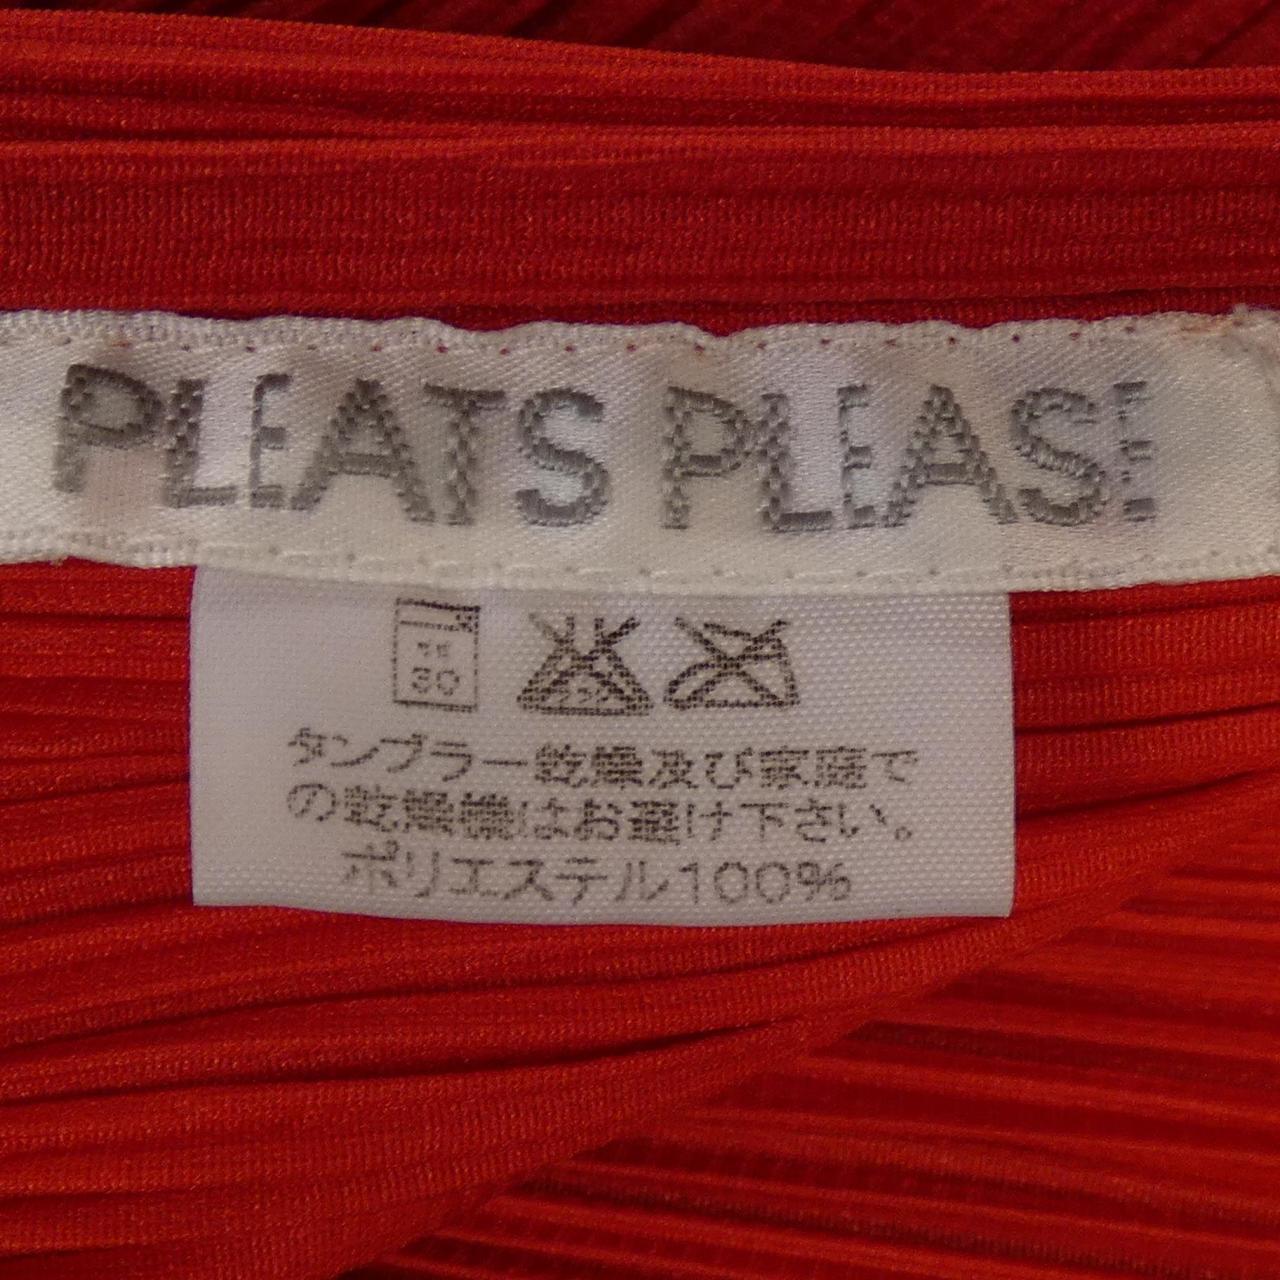 PLEATS PLEASE
弱
30
タンブラー乾燥及び家庭で
の乾燥機はお避け下さい。
ポリエステル100%